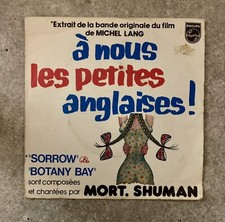 "Extrait de la bande originale du film
de MICHEL LANG
PHILIPS
à nous
les petites
anglaises!
'SORROW' &
'BOTANY BAY'
sont composées
et chantées par MORT. SHUMAN